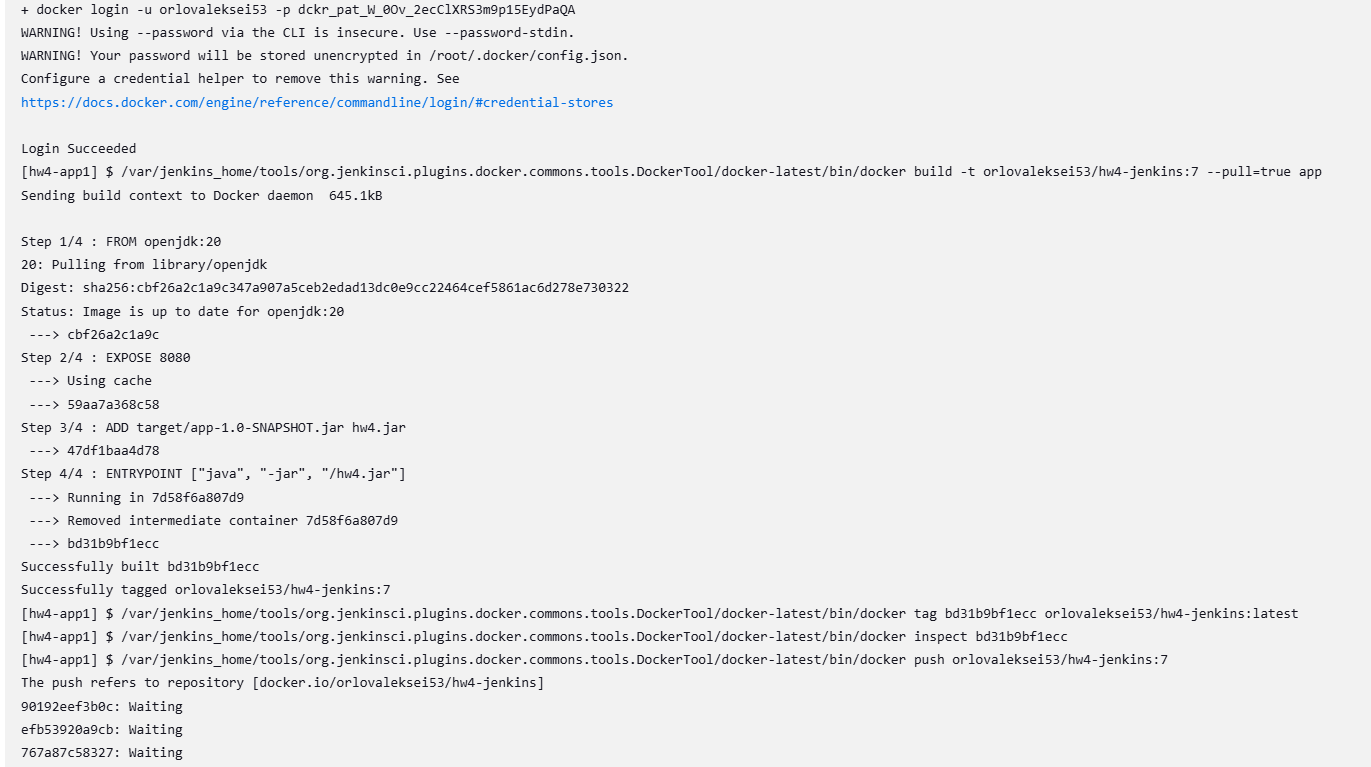 + docker login -u orlovaleksei53 -p dckr_pat_W_0Ov_2ecClXRS3m9p15EydPaQA
WARNING! Using --password via the CLI is insecure. Use --password-stdin.
WARNING! Your password will be stored unencrypted in /root/.docker/config.json.
Configure a credential helper to remove this warning. See
https://docs.docker.com/engine/reference/commandline/login/#credential-stores
Login Succeeded
[hw4-app1] $ /var/jenkins_home/tools/org.jenkinsci.plugins.docker.commons.tools.DockerTool/docker-latest/bin/docker build -t orlovaleksei53/hw4-jenkins:7 --pull=true app
Sending build context to Docker daemon  645.1kB
Step 1/4 : FROM openjdk:20
20: Pulling from library/openjdk
Digest: sha256:cbf26a2c1a9c347a907a5ceb2edad13dc0e9cc22464cef5861ac6d278e730322
Status: Image is up to date for openjdk:20
 ---> cbf26a2c1a9c
Step 2/4 : EXPOSE 8080
 ---> Using cache
 ---> 59aa7a368c58
Step 3/4 : ADD target/app-1.0-SNAPSHOT.jar hw4.jar
 ---> 47df1baa4d78
Step 4/4 : ENTRYPOINT ["java", "-jar", "/hw4.jar"]
 ---> Running in 7d58f6a807d9
 ---> Removed intermediate container 7d58f6a807d9
 ---> bd31b9bf1ecc
Successfully built bd31b9bf1ecc
Successfully tagged orlovaleksei53/hw4-jenkins:7
[hw4-app1] $ /var/jenkins_home/tools/org.jenkinsci.plugins.docker.commons.tools.DockerTool/docker-latest/bin/docker tag bd31b9bf1ecc orlovaleksei53/hw4-jenkins:latest
[hw4-app1] $ /var/jenkins_home/tools/org.jenkinsci.plugins.docker.commons.tools.DockerTool/docker-latest/bin/docker inspect bd31b9bf1ecc
[hw4-app1] $ /var/jenkins_home/tools/org.jenkinsci.plugins.docker.commons.tools.DockerTool/docker-latest/bin/docker push orlovaleksei53/hw4-jenkins:7
The push refers to repository [docker.io/orlovaleksei53/hw4-jenkins]
90192eef3b0c: Waiting
efb53920a9cb: Waiting
767a87c58327: Waiting